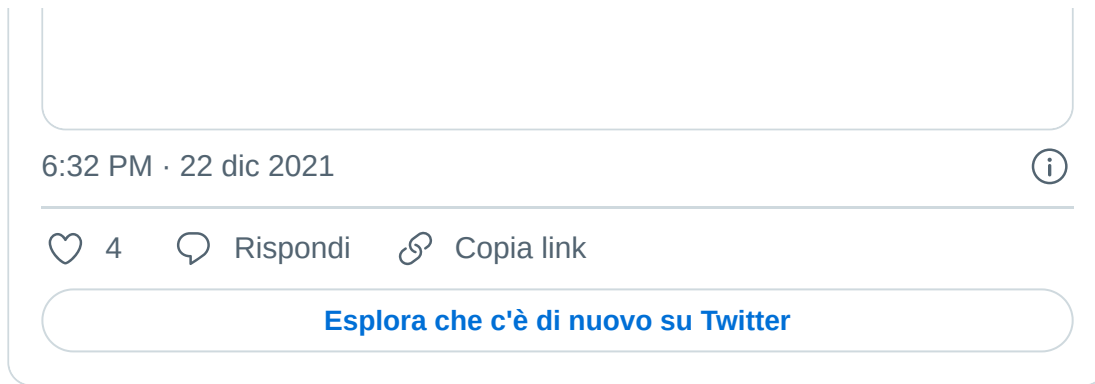 6:32 PM · 22 dic 2021
4 Rispondi Copia link
Esplora che c'è di nuovo su Twitter